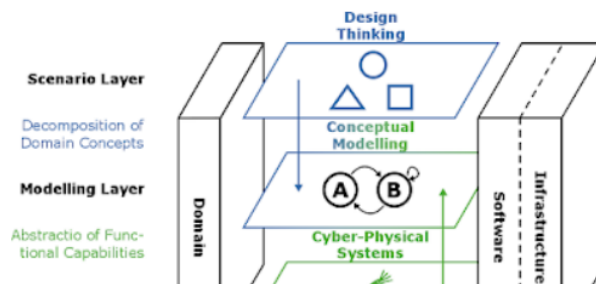 Design
Thinking
Scenario Layer
Decomposition of
Domain Concepts
Conceptual
Modelling
Modelling Layer
A B
Abstractio of Func-
tional Capabilities
Cyber-Physical
Systems
Domain
Software
Infrastructure